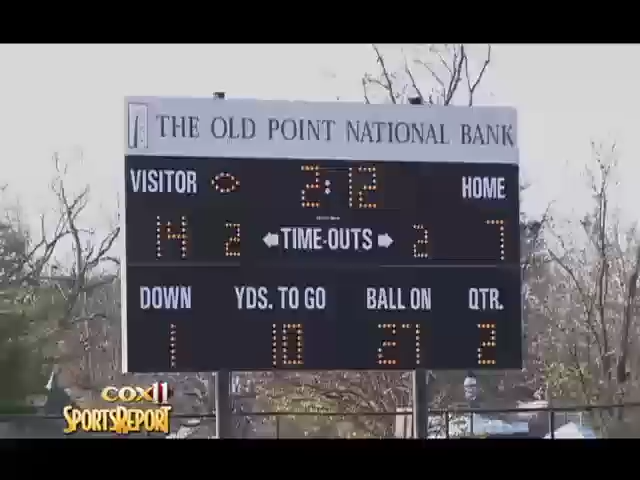 THE OLD POINT NATIONAL BANK
VISITOR 2:12 HOME
14 2 TIME-OUTS 2 7
DOWN YDS. TO GO BALL ON QTR.
1 10 27 2
COX 11
SPORTSREPORT